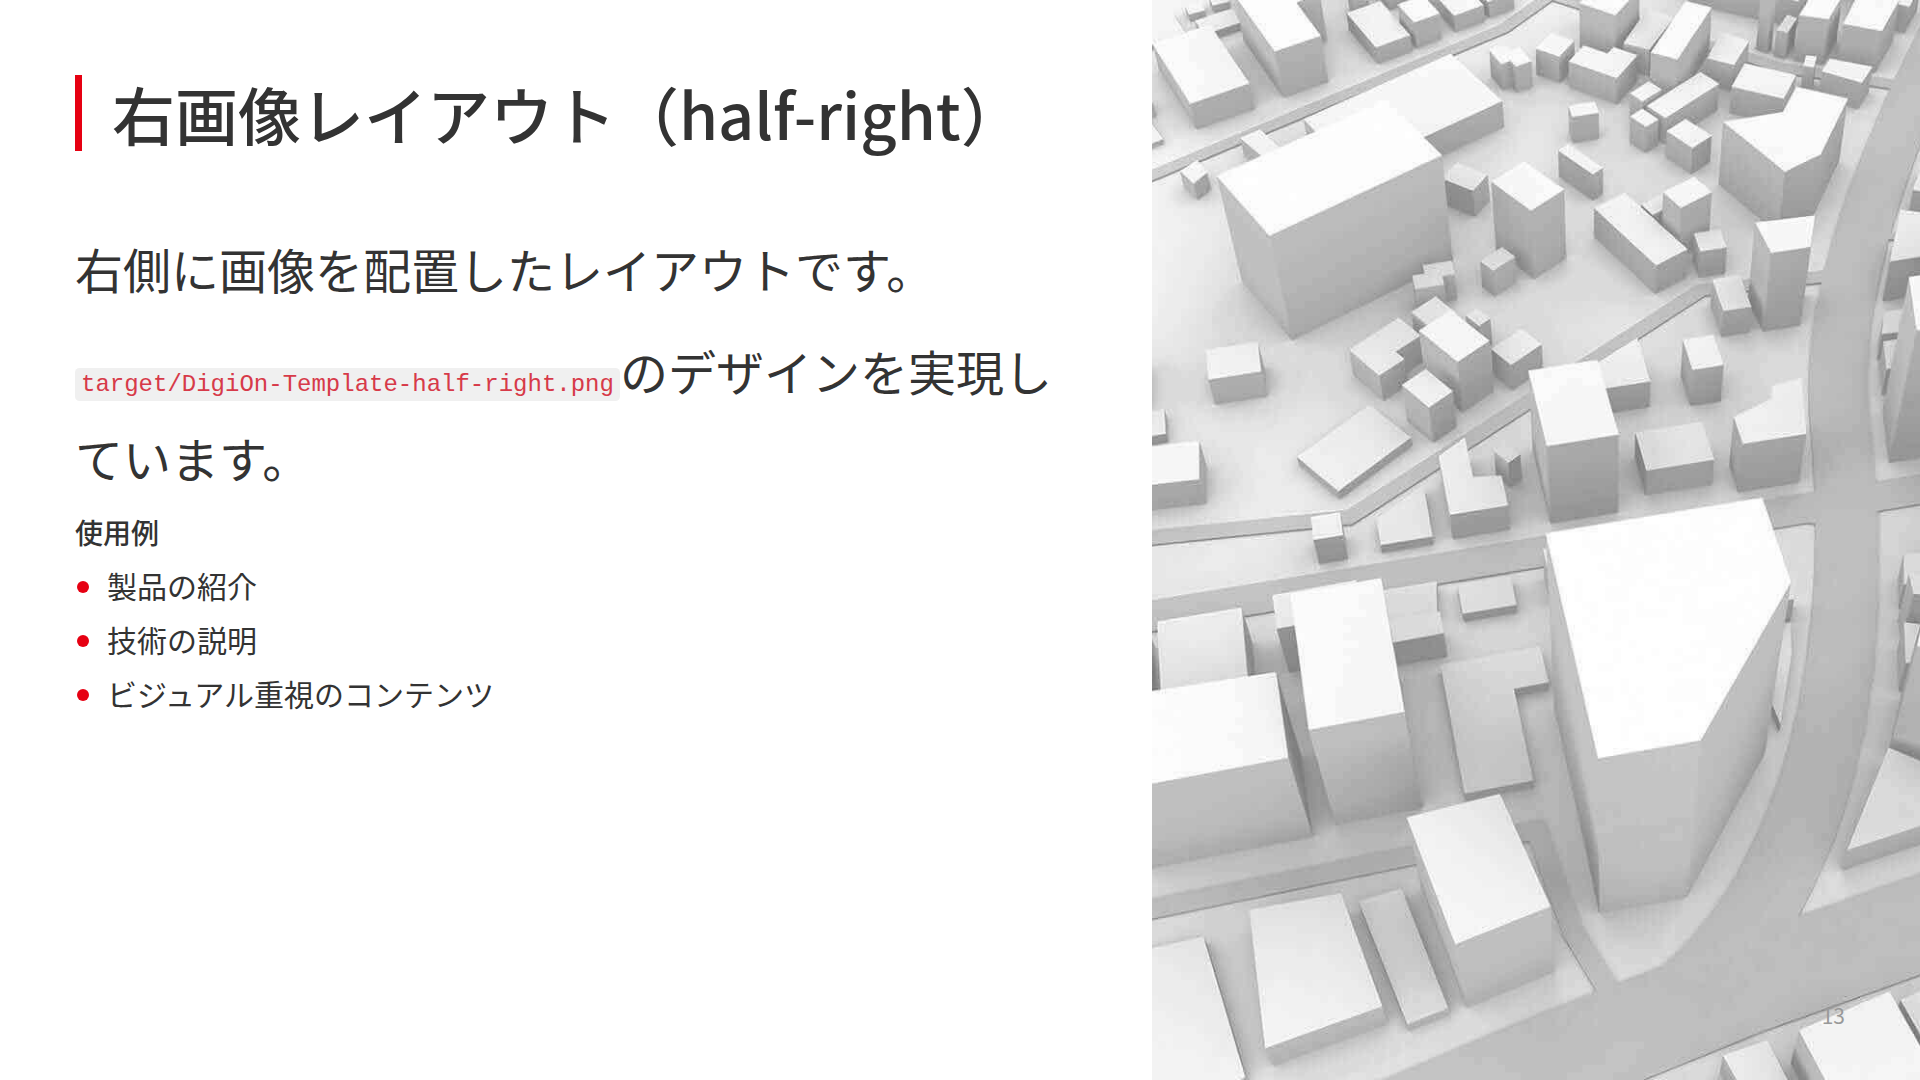 右画像レイアウト（half-right）
右側に画像を配置したレイアウトです。
target/DigiOn-Template-half-right.pngのデザインを実現し
ています。
使用例
製品の紹介
技術の説明
ビジュアル重視のコンテンツ
13